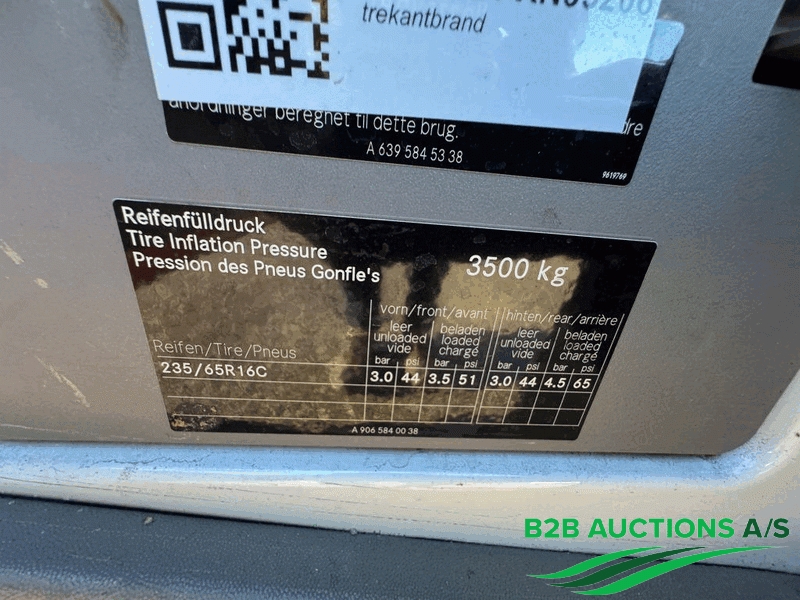 trekantbrand
anordninger beregnet til dette brug.
A 639 584 53 38
9619769
Reifenfülldruck
Tire Inflation Pressure
Pression des Pneus Gonfle's
3500 kg
vorn/front/avant hinten/rear/arrière
leer unloaded vide
beladen loaded chargé
leer unloaded vide
beladen loaded chargé
Reifen/Tire/Pneus
bar psi bar psi bar psi bar psi
235/65R16C 3.0 44 3.5 51 3.0 44 4.5 65
A 906 584 00 38
B2B AUCTIONS A/S